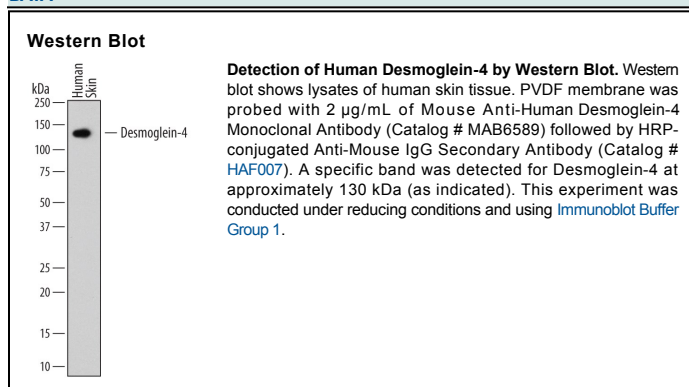 Western Blot
kDa
Human
Skin
250
150
100
75
50
37
25
20
15
10
Desmoglein-4
Detection of Human Desmoglein-4 by Western Blot. Western
blot shows lysates of human skin tissue. PVDF membrane was
probed with 2 µg/mL of Mouse Anti-Human Desmoglein-4
Monoclonal Antibody (Catalog # MAB6589) followed by HRP-
conjugated Anti-Mouse IgG Secondary Antibody (Catalog #
HAF007). A specific band was detected for Desmoglein-4 at
approximately 130 kDa (as indicated). This experiment was
conducted under reducing conditions and using Immunoblot Buffer
Group 1.